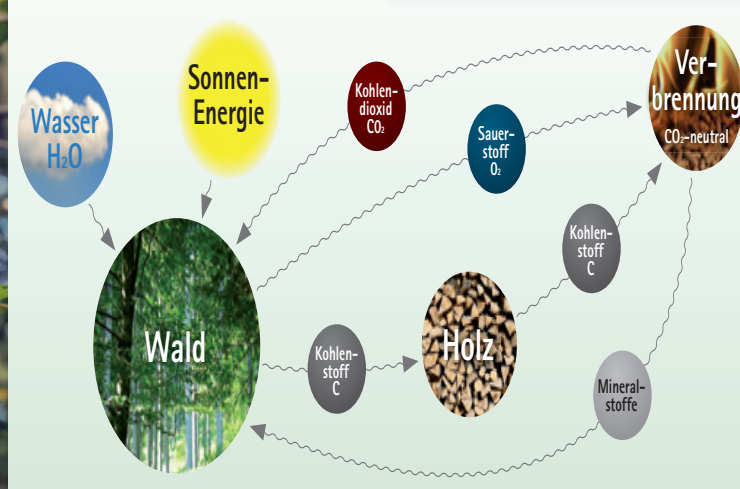 Wasser
H₂O
Sonnen-
Energie
Kohlen-
dioxid
CO₂
Sauer-
stoff
O₂
Ver-
brennung
CO₂-neutral
Kohlen-
stoff
C
Wald
Kohlen-
stoff
C
Holz
Mineral-
stoffe